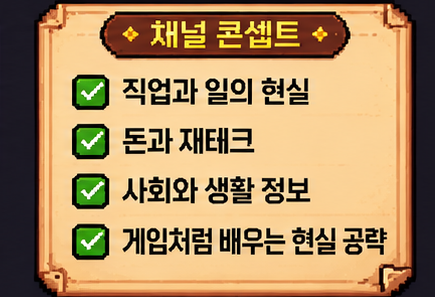 채널 콘셉트
직업과 일의 현실
돈과 재태크
사회와 생활 정보
게임처럼 배우는 현실 공략